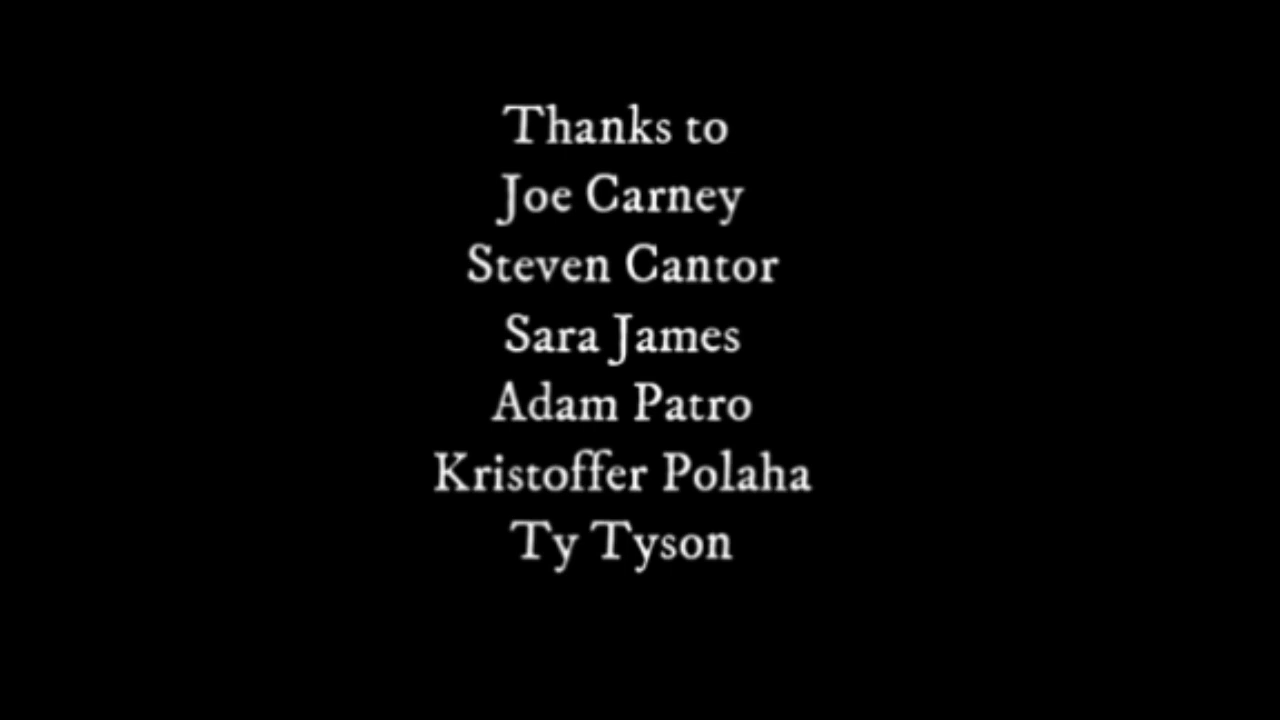 Thanks to
Joe Carney
Steven Cantor
Sara James
Adam Patro
Kristoffer Polaha
Ty Tyson